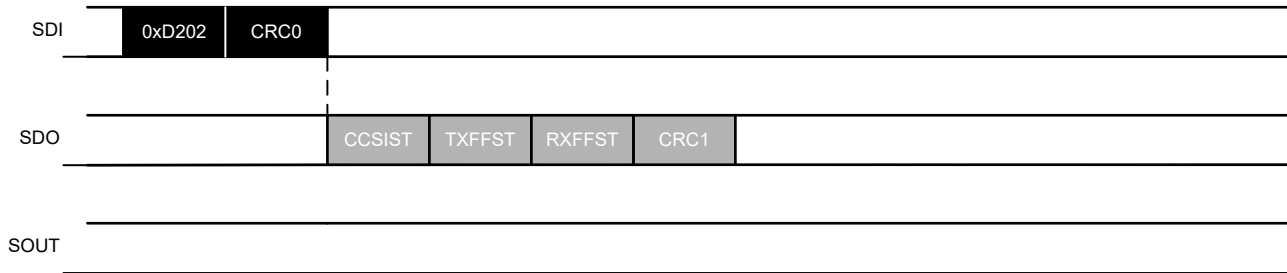 SDI 0xD202 CRC0
SDO CCSIST TXFFST RXFFST CRC1
SOUT